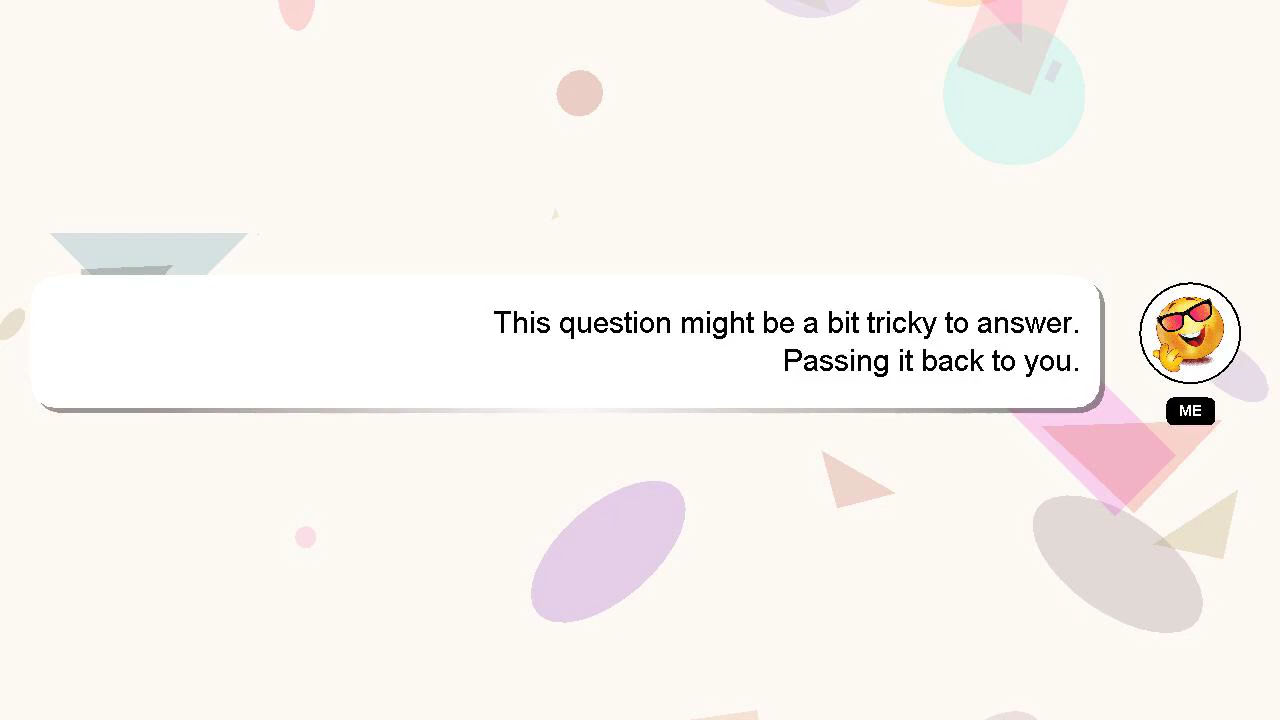 This question might be a bit tricky to answer.
Passing it back to you.
ME